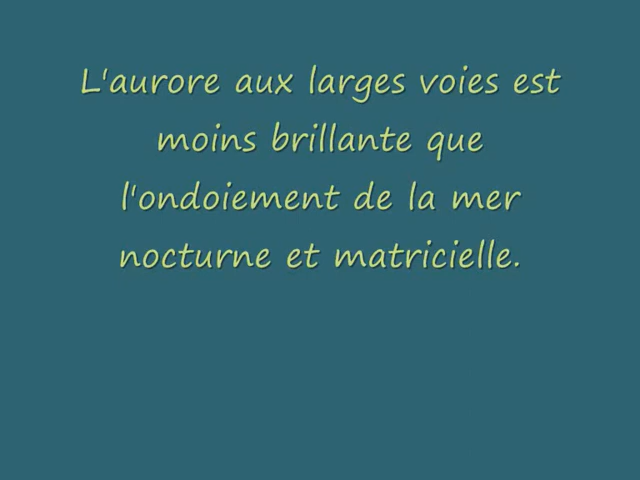 L'aurore aux larges voies est
moins brillante que
l'ondoiement de la mer
nocturne et matricielle.